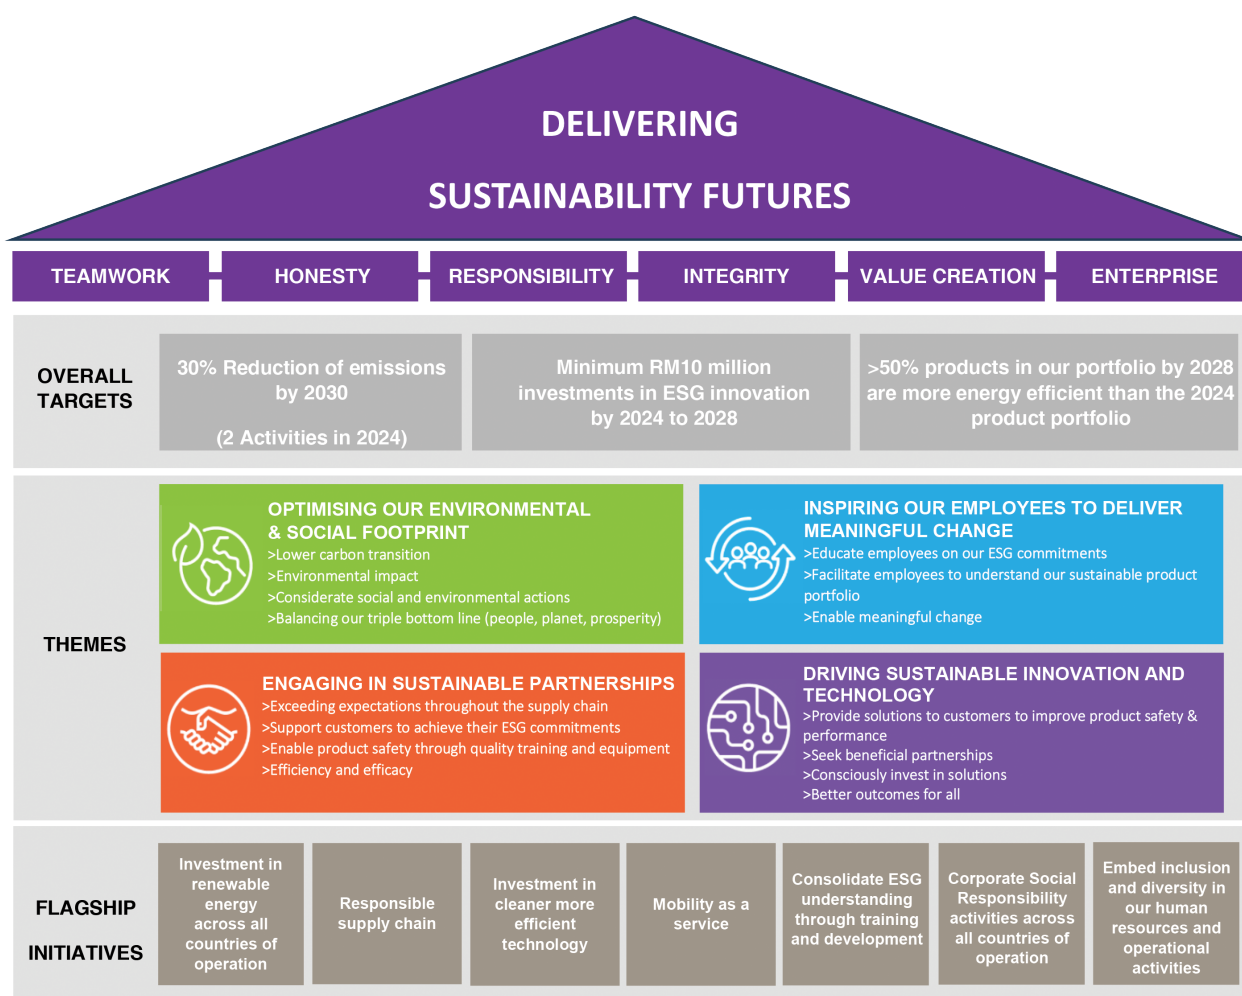 DELIVERING
SUSTAINABILITY FUTURES
TEAMWORK
HONESTY
RESPONSIBILITY
INTEGRITY
VALUE CREATION
ENTERPRISE
OVERALL
TARGETS
30% Reduction of emissions
by 2030
(2 Activities in 2024)
Minimum RM10 million
investments in ESG innovation
by 2024 to 2028
>50% products in our portfolio by 2028
are more energy efficient than the 2024
product portfolio
THEMES
OPTIMISING OUR ENVIRONMENTAL
& SOCIAL FOOTPRINT
>Lower carbon transition
>Environmental impact
>Considerate social and environmental actions
>Balancing our triple bottom line (people, planet, prosperity)
INSPIRING OUR EMPLOYEES TO DELIVER
MEANINGFUL CHANGE
>Educate employees on our ESG commitments
>Facilitate employees to understand our sustainable product
portfolio
>Enable meaningful change
ENGAGING IN SUSTAINABLE PARTNERSHIPS
>Exceeding expectations throughout the supply chain
>Support customers to achieve their ESG commitments
>Enable product safety through quality training and equipment
>Efficiency and efficacy
DRIVING SUSTAINABLE INNOVATION AND
TECHNOLOGY
>Provide solutions to customers to improve product safety &
performance
>Seek beneficial partnerships
>Consciously invest in solutions
>Better outcomes for all
FLAGSHIP
INITIATIVES
Investment in
renewable
energy
across all
countries of
operation
Responsible
supply chain
Investment in
cleaner more
efficient
technology
Mobility as a
service
Consolidate ESG
understanding
through training
and development
Corporate Social
Responsibility
activities across
all countries of
operation
Embed inclusion
and diversity in
our human
resources and
operational
activities